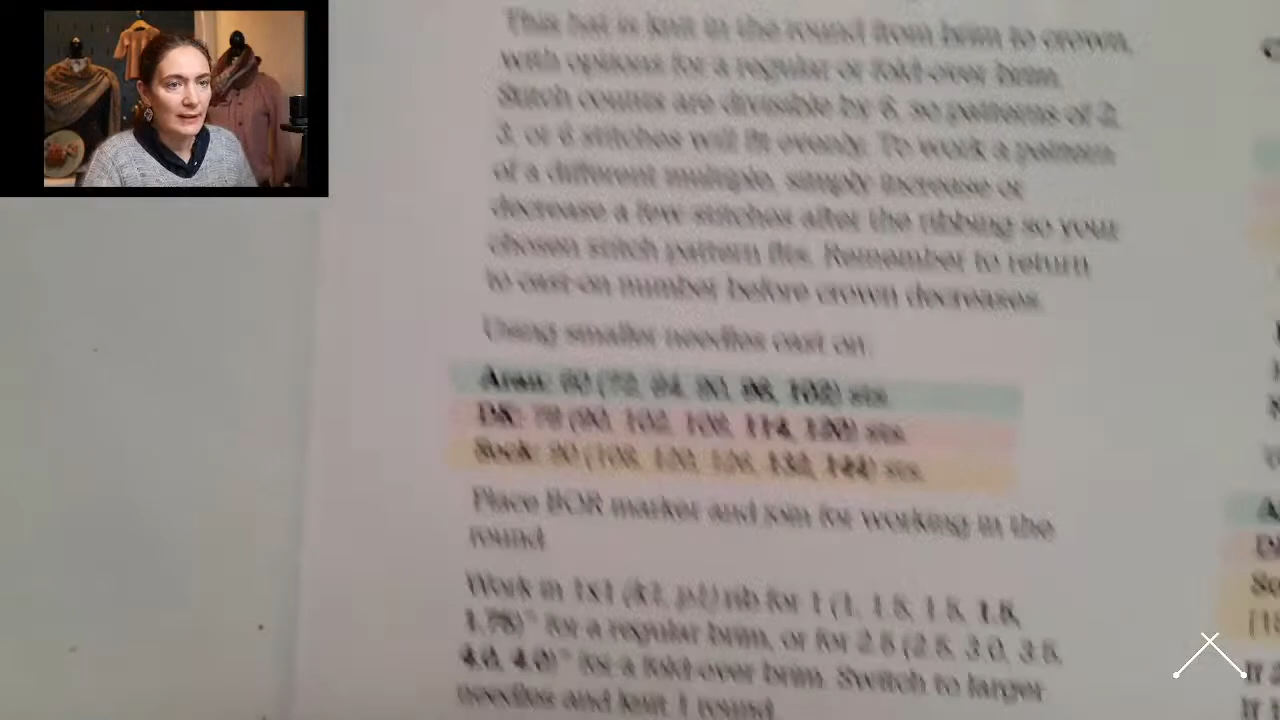 This hat is knit in the round from brim to crown,
with options for a regular or fold-over brim.
Stitch counts are divisible by 6, so patterns of 2,
3, or 6 stitches will fit evenly. To work a pattern
of a different multiple, simply increase or
decrease a few stitches after the ribbing so your
chosen stitch pattern fits. Remember to return
to cast-on number before crown decreases.
Using smaller needles cast on:
Aran: (72, 84, 90, 96, 102) sts
DK: 78 (90, 102, 108, 114, 120) sts
Sock: 90 (108, 120, 126, 132, 144) sts
Place BOR marker and join for working in the
round.
Work in 1x1 (k1, p1) rib for 1 (1, 1.5, 1.5, 1.5,
1.75)" for a regular brim, or for 2.5 (2.5, 3.0, 3.5,
4.0, 4.0)" for a fold-over brim. Switch to larger
needles and knit 1 round.